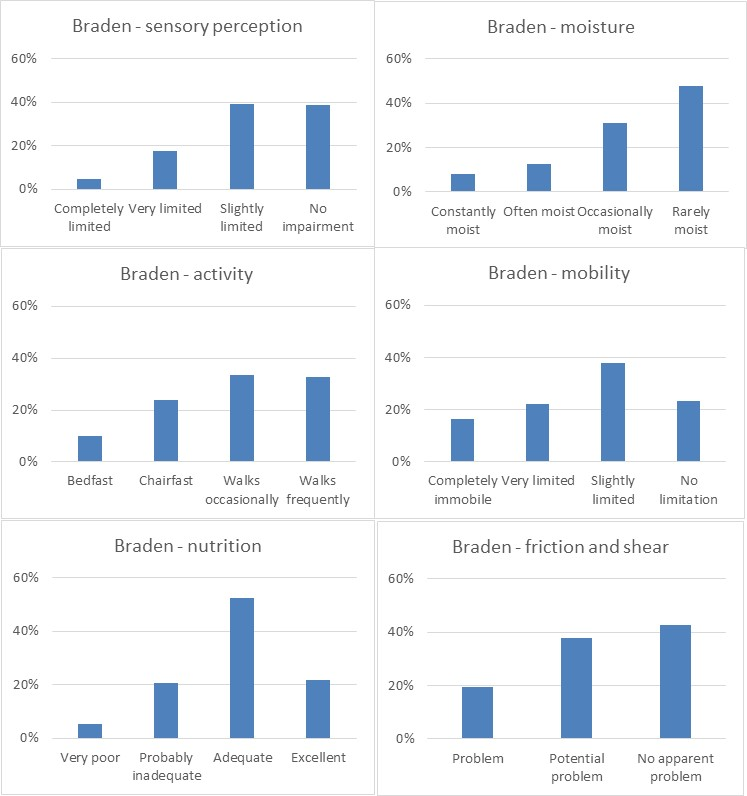 Braden - sensory perception
60%
40%
20%
0%
Completely limited
Very limited
Slightly limited
No impairment
Braden - moisture
60%
40%
20%
0%
Constantly moist
Often moist
Occasionally moist
Rarely moist
Braden - activity
60%
40%
20%
0%
Bedfast
Chairfast
Walks occasionally
Walks frequently
Braden - mobility
60%
40%
20%
0%
Completely immobile
Very limited
Slightly limited
No limitation
Braden - nutrition
60%
40%
20%
0%
Very poor
Probably inadequate
Adequate
Excellent
Braden - friction and shear
60%
40%
20%
0%
Problem
Potential problem
No apparent problem